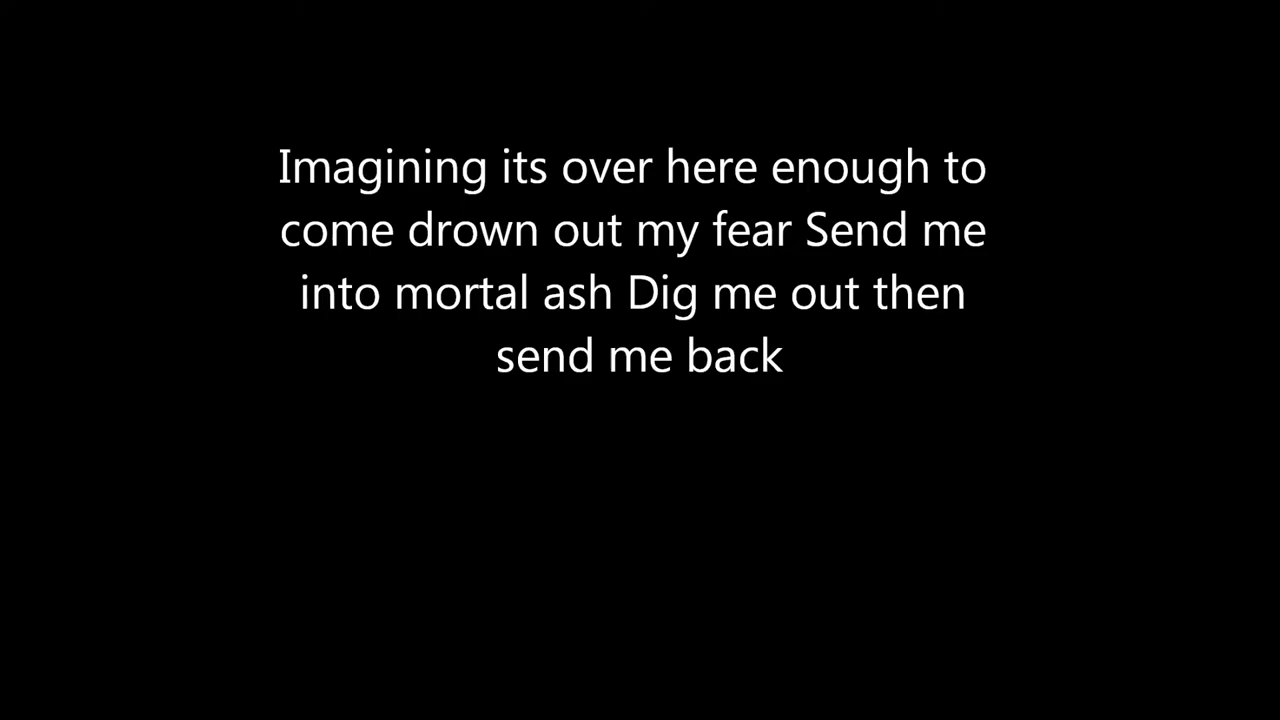 Imagining its over here enough to
come drown out my fear Send me
into mortal ash Dig me out then
send me back